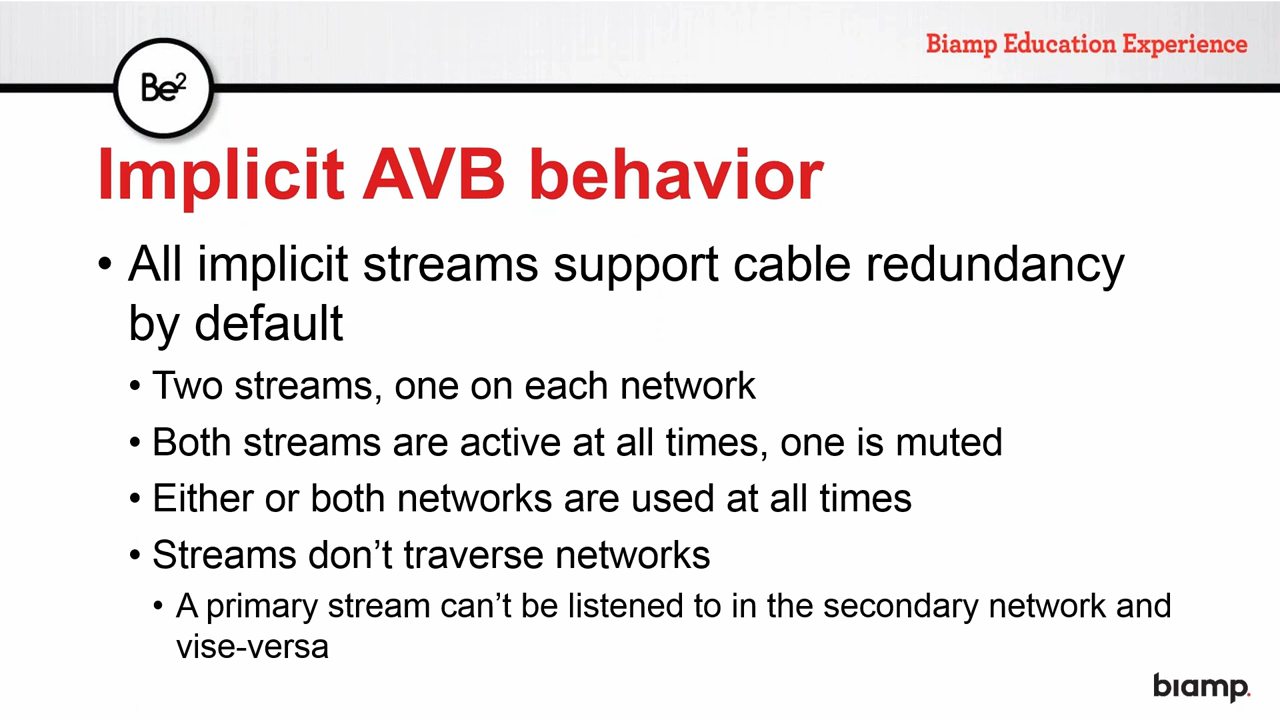 Biamp Education Experience
Be²
Implicit AVB behavior
• All implicit streams support cable redundancy
by default
• Two streams, one on each network
• Both streams are active at all times, one is muted
• Either or both networks are used at all times
• Streams don’t traverse networks
• A primary stream can’t be listened to in the secondary network and
vise-versa
biamp.